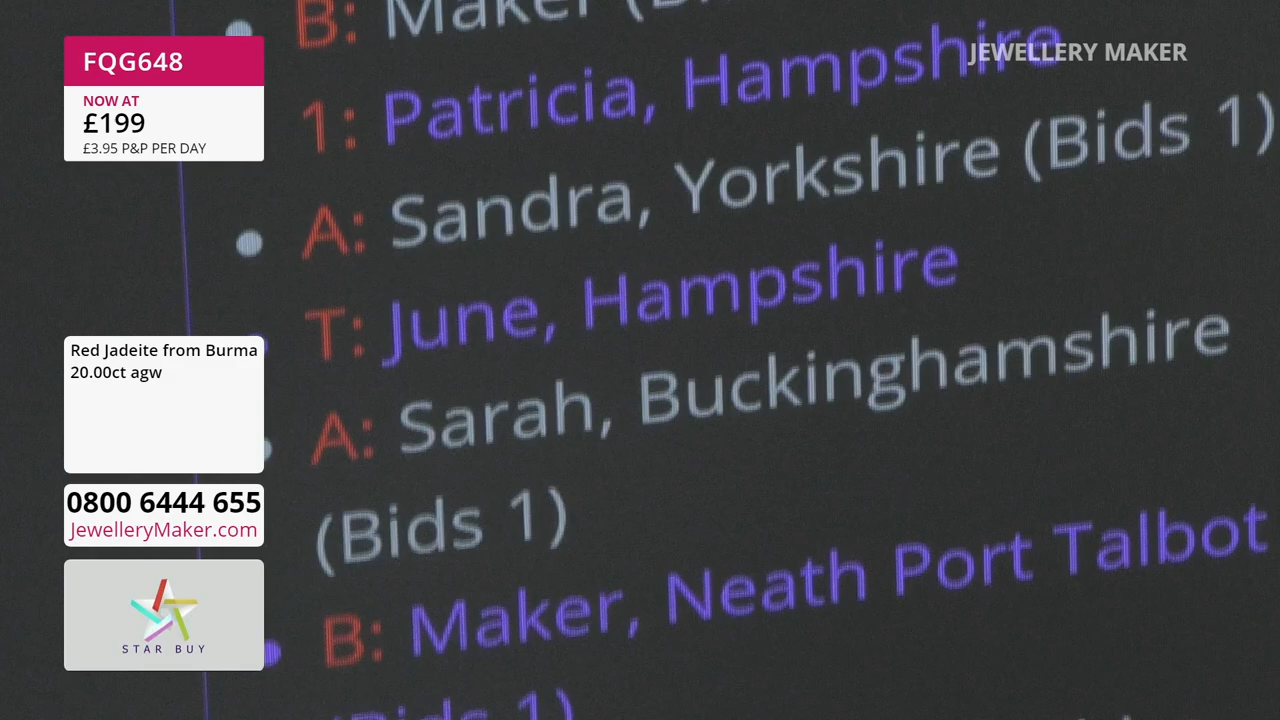 FQG648
NOW AT
£199
£3.95 P&P PER DAY
JEWELLERY MAKER
B: Maker
1: Patricia, Hampshire
A: Sandra, Yorkshire (Bids 1)
T: June, Hampshire
A: Sarah, Buckinghamshire
(Bids 1)
B: Maker, Neath Port Talbot
(Bids 1)
Red Jadeite from Burma
20.00ct agw
0800 6444 655
JewelleryMaker.com
STAR BUY